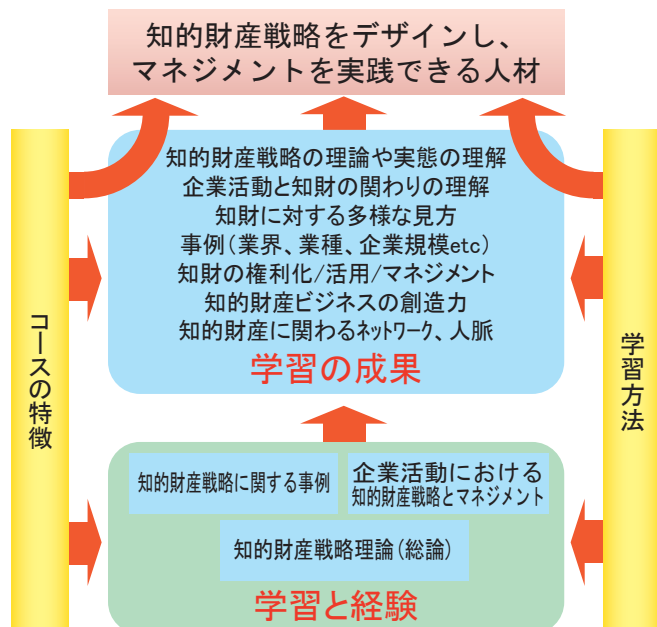 知的財産戦略をデザインし、
マネジメントを実践できる人材
コースの特徴
知的財産戦略の理論や実態の理解
企業活動と知財の関わりの理解
知財に対する多様な見方
事例(業界、業種、企業規模etc)
知財の権利化/活用/マネジメント
知的財産ビジネスの創造力
知的財産に関わるネットワーク、人脈
学習の成果
学習方法
知的財産戦略に関する事例
企業活動における
知的財産戦略とマネジメント
知的財産戦略理論(総論)
学習と経験